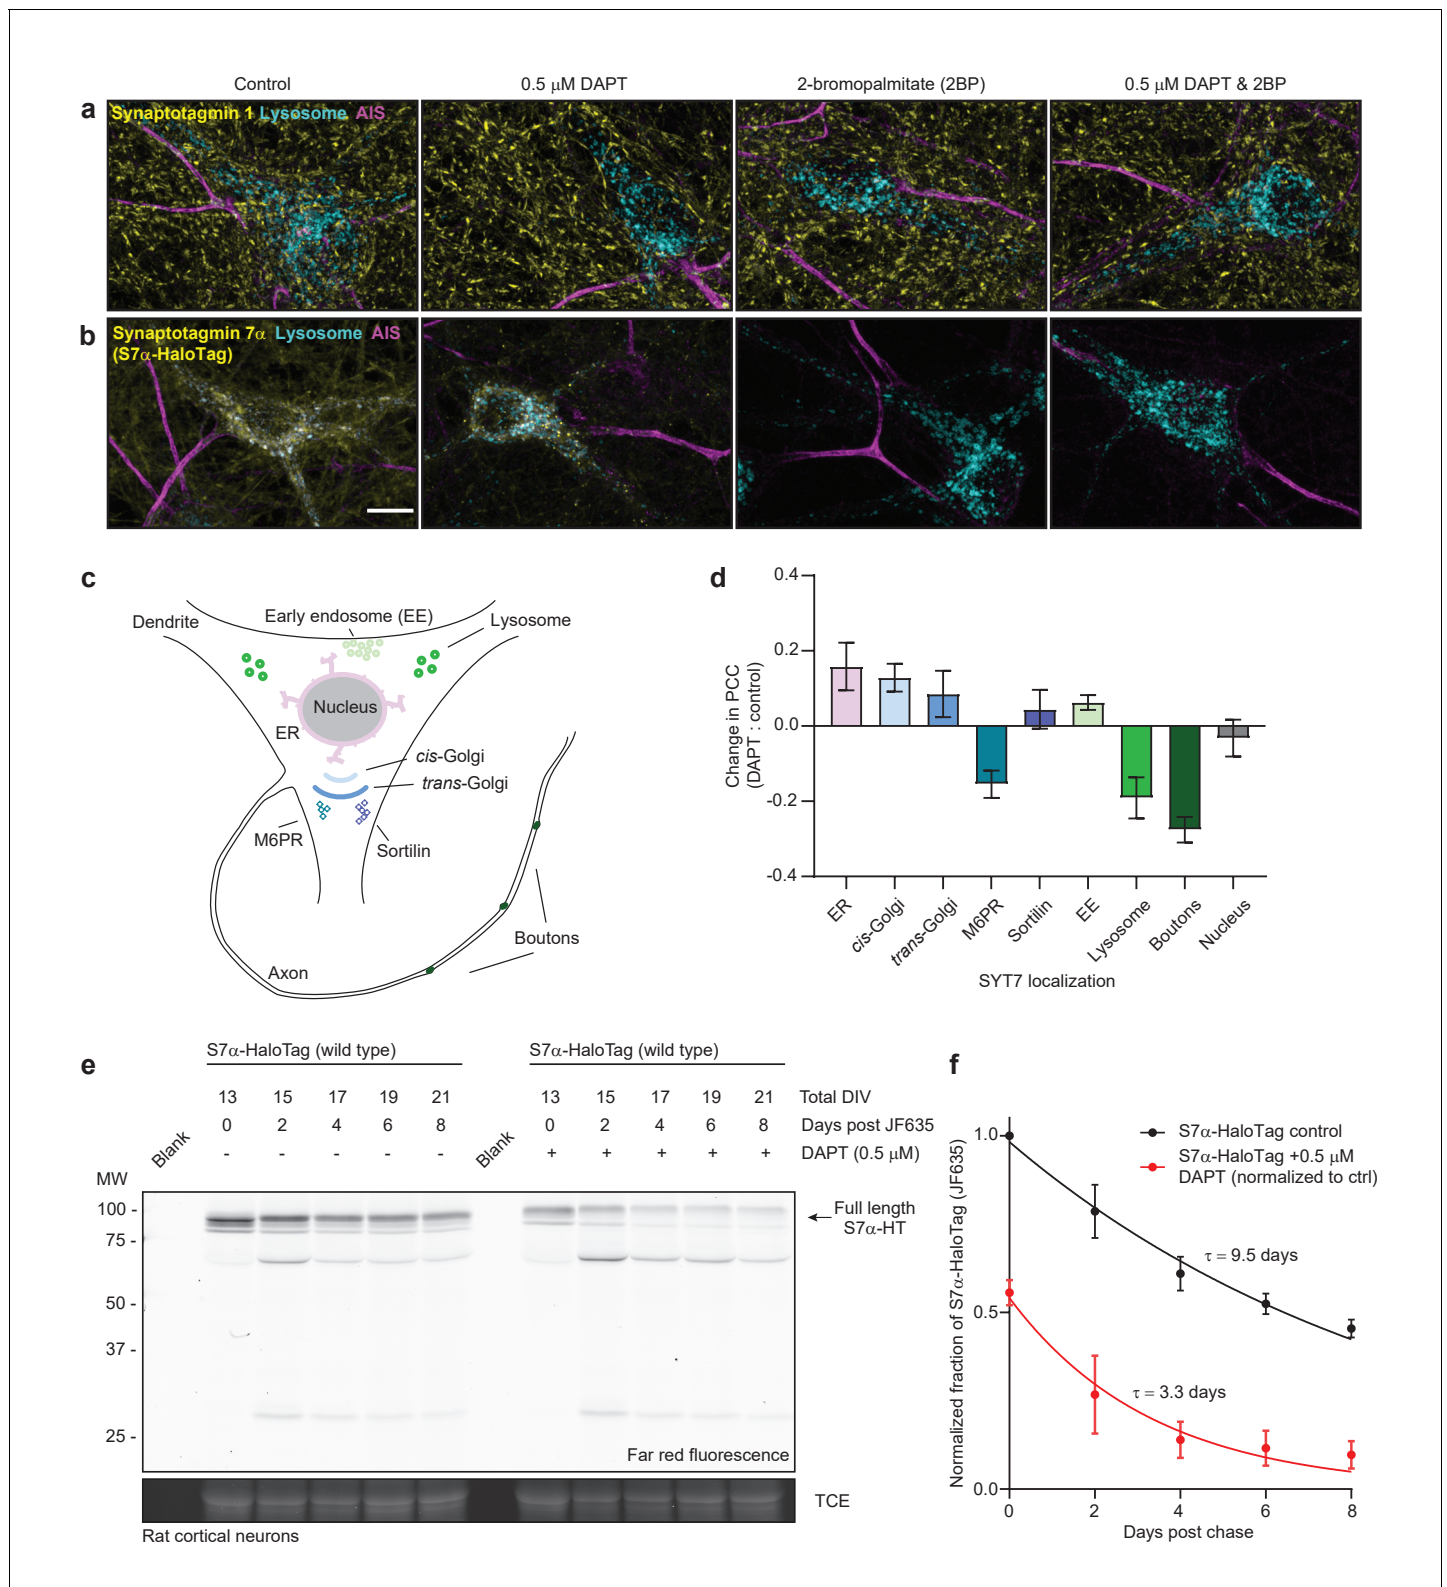 Control
0.5 μM DAPT
2-bromopalmitate (2BP)
0.5 μM DAPT & 2BP
a
Synaptotagmin 1 Lysosome AIS
b
Synaptotagmin 7α Lysosome AIS
(S7α-HaloTag)
c
Dendrite
Early endosome (EE)
Lysosome
Nucleus
ER
cis-Golgi
trans-Golgi
M6PR
Sortilin
Boutons
Axon
d
Change in PCC
(DAPT : control)
0.4
0.2
0.0
-0.2
-0.4
ER
cis-Golgi
trans-Golgi
M6PR
Sortilin
EE
Lysosome
Boutons
Nucleus
SYT7 localization
e
S7α-HaloTag (wild type)
S7α-HaloTag (wild type)
13 15 17 19 21 13 15 17 19 21 Total DIV
0 2 4 6 8 0 2 4 6 8 Days post JF635
Blank - - - - - Blank + + + + + DAPT (0.5 μM)
MW
100 -
75 -
50 -
37 -
25 -
Full length
S7α-HT
Far red fluorescence
TCE
Rat cortical neurons
f
Normalized fraction of S7α-HaloTag (JF635)
1.0
0.5
0.0
S7α-HaloTag control
S7α-HaloTag +0.5 μM
DAPT (normalized to ctrl)
τ = 9.5 days
τ = 3.3 days
0 2 4 6 8
Days post chase